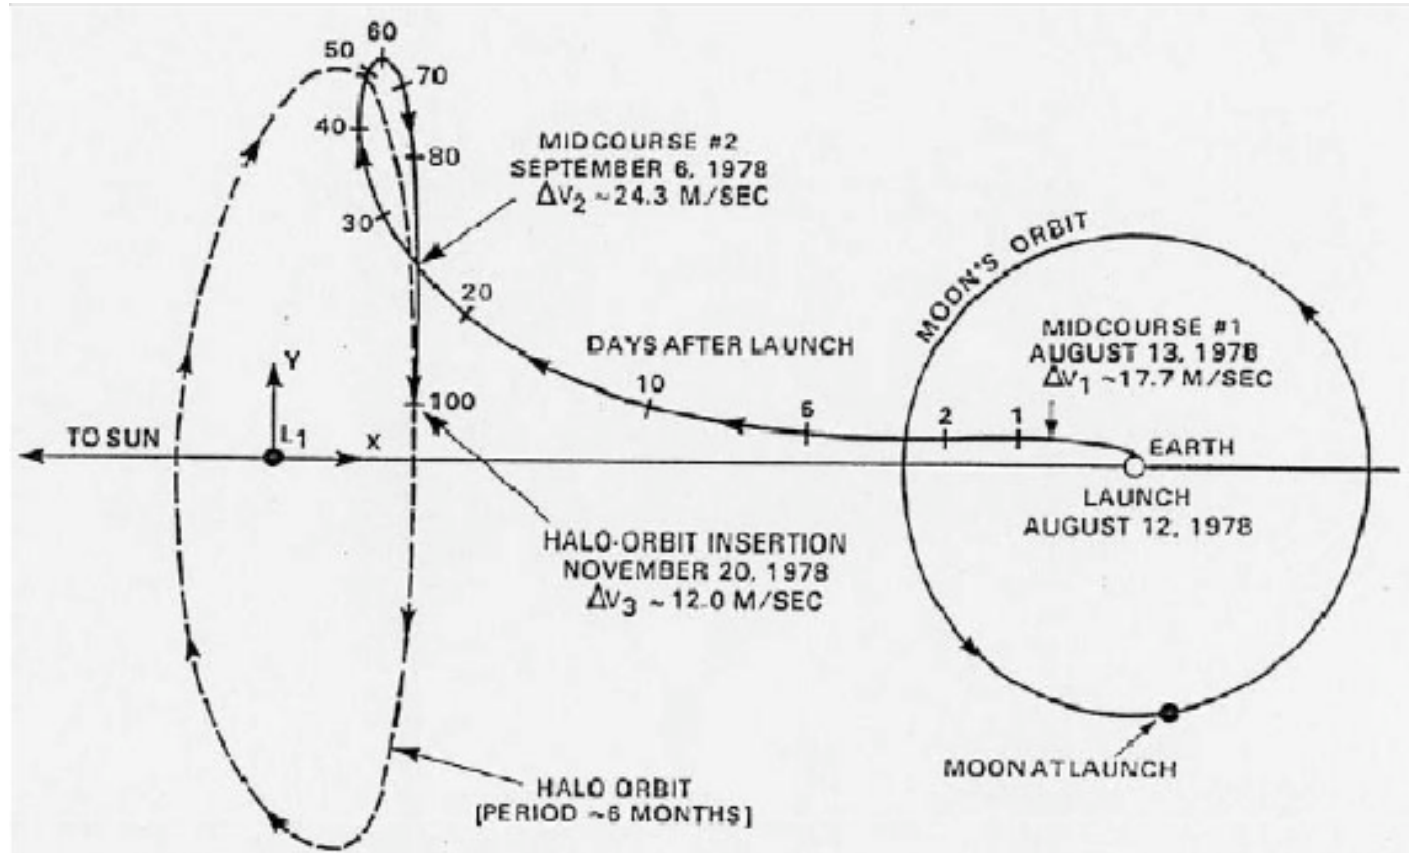 60
50
70
40
80
30
MIDCOURSE #2
SEPTEMBER 6, 1978
ΔV2 ~24.3 M/SEC
20
MOON'S ORBIT
MIDCOURSE #1
AUGUST 13, 1978
ΔV1 ~17.7 M/SEC
DAYS AFTER LAUNCH
10
5
2
1
100
Y
TO SUN
L1
X
EARTH
LAUNCH
AUGUST 12, 1978
HALO-ORBIT INSERTION
NOVEMBER 20, 1978
ΔV3 ~12.0 M/SEC
MOON AT LAUNCH
HALO ORBIT
[PERIOD ~6 MONTHS]